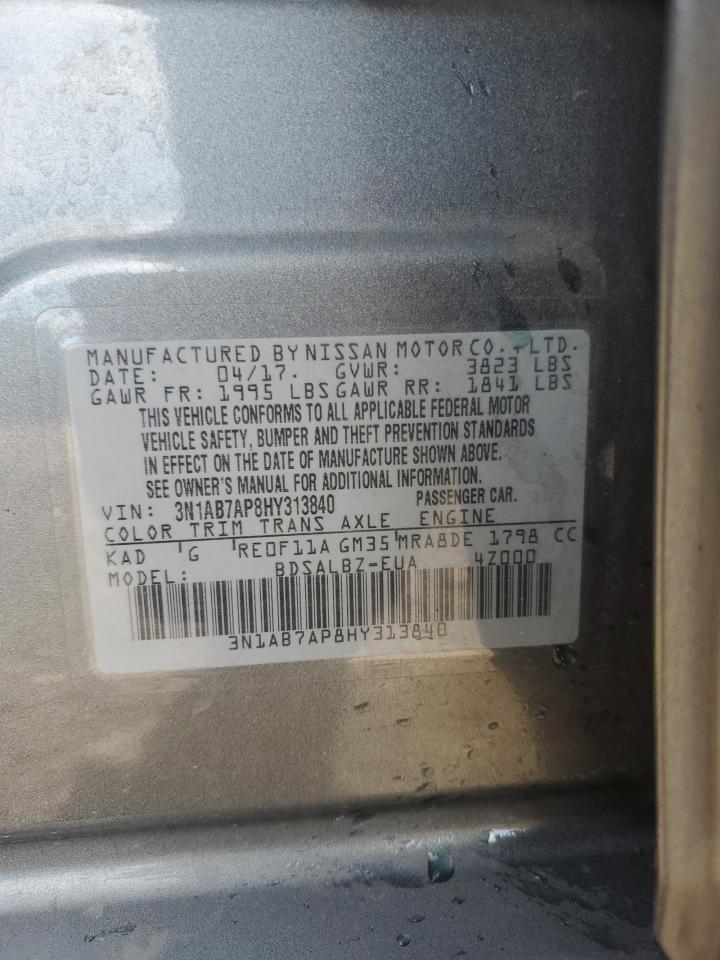 MANUFACTURED BY NISSAN MOTOR CO., LTD.
DATE: 04/17. GVWR: 3823 LBS
GAWR FR: 1995 LBS GAWR RR: 1841 LBS
THIS VEHICLE CONFORMS TO ALL APPLICABLE FEDERAL MOTOR
VEHICLE SAFETY, BUMPER AND THEFT PREVENTION STANDARDS
IN EFFECT ON THE DATE OF MANUFACTURE SHOWN ABOVE.
SEE OWNER'S MANUAL FOR ADDITIONAL INFORMATION.
VIN: 3N1AB7AP8HY313840 PASSENGER CAR.
COLOR TRIM TRANS AXLE ENGINE
KAD G RE0F11A GM35 MRA8DE 1798 CC
MODEL: BDSALBZ-EUA 4Z000
3N1AB7AP8HY313840